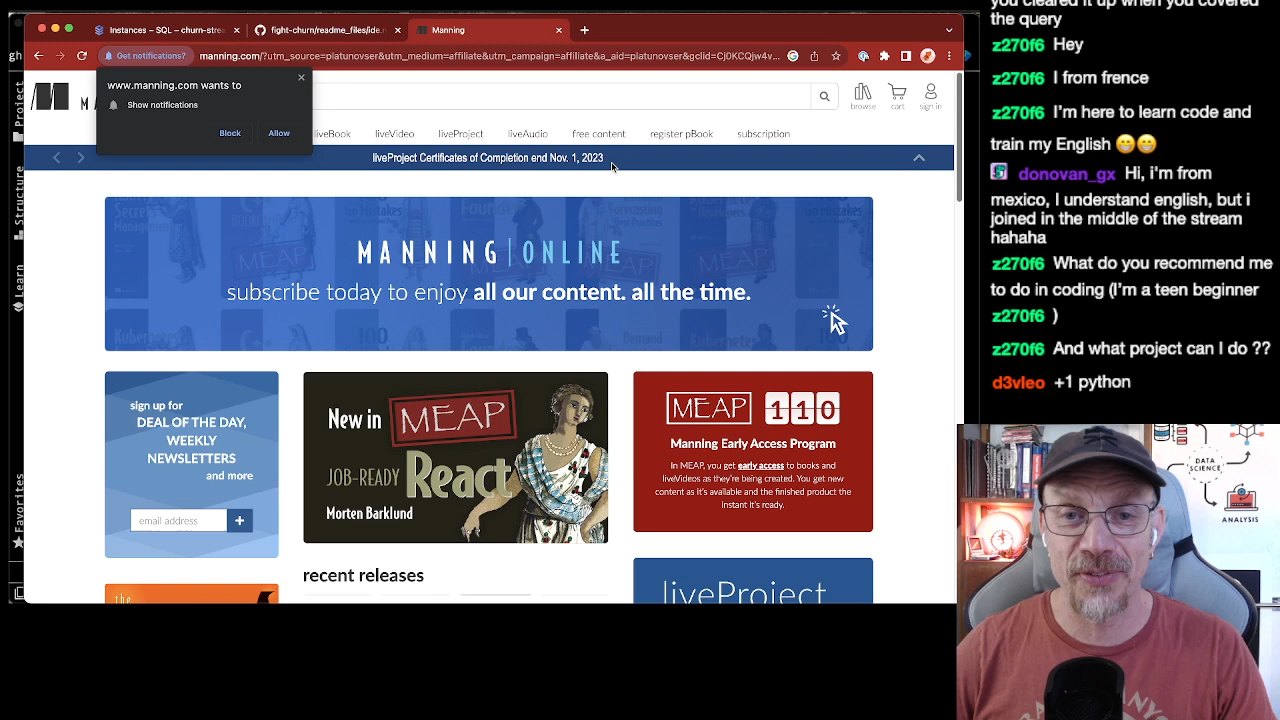 Instances – SQL – churn-strea
fight-churn/readme_files/ide.n
Manning
Get notifications?
manning.com/?utm_source=platunovser&utm_medium=affiliate&utm_campaign=affiliate&a_aid=platunovser&gclid=Cj0KCQjw4v...
www.manning.com wants to
Show notifications
Block
Allow
browse
cart
sign in
liveBook
liveVideo
liveProject
liveAudio
free content
register pBook
subscription
liveProject Certificates of Completion end Nov. 1, 2023
MANNING | ONLINE
subscribe today to enjoy all our content. all the time.
sign up for
DEAL OF THE DAY,
WEEKLY
NEWSLETTERS
and more
email address
New in MEAP
JOB-READY React
Morten Barklund
MEAP 110
Manning Early Access Program
In MEAP, you get early access to books and
liveVideos as they're being created. You get new
content as it's available and the finished product the
instant it's ready.
recent releases
the
liveProject
Project
Structure
Learn
Favorites
you cleared it up when you covered
the query
z270f6 Hey
z270f6 I from frence
z270f6 I'm here to learn code and
train my English 😁😁
donovan_gx Hi, i'm from
mexico, I understand english, but i
joined in the middle of the stream
hahaha
z270f6 What do you recommend me
to do in coding (I'm a teen beginner
z270f6 )
z270f6 And what project can I do ??
d3vleo +1 python
DATA
SCIENCE
ANALYSIS